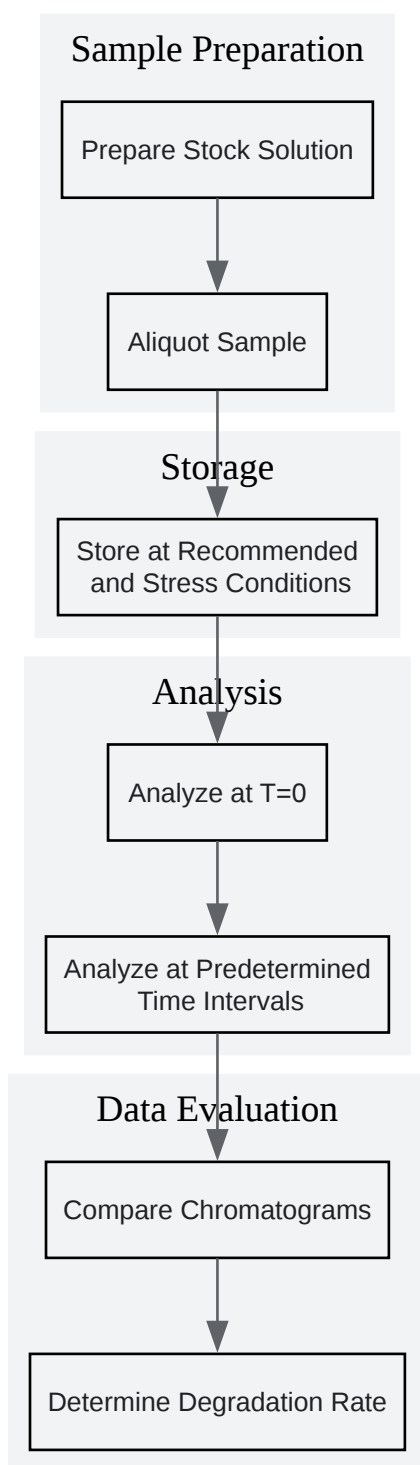 Sample Preparation
Prepare Stock Solution
Aliquot Sample
Storage
Store at Recommended
and Stress Conditions
Analysis
Analyze at T=0
Analyze at Predetermined
Time Intervals
Data Evaluation
Compare Chromatograms
Determine Degradation Rate